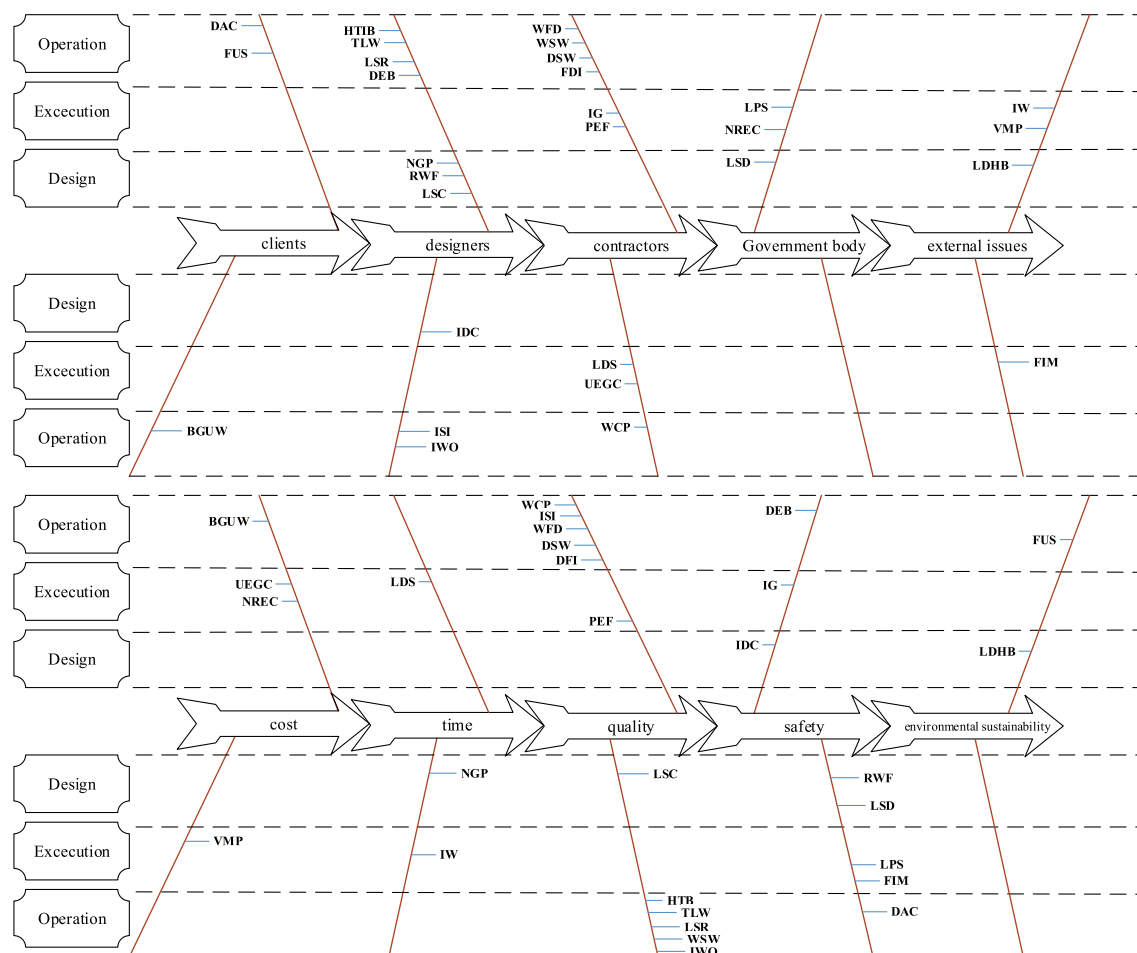 Operation
DAC
FUS
HTIB
TLW
LSR
DEB
WFD
WSW
DSW
FDI
Excecution
IG
PEF
LPS
NREC
IW
VMP
Design
NGP
RWF
LSC
LSD
LDHB
clients
designers
contractors
Government body
external issues
Design
IDC
Excecution
LDS
UEGC
FIM
Operation
BGUW
ISI
IWO
WCP
Operation
BGUW
WCP
ISI
WFD
DSW
DFI
DEB
FUS
Excecution
UEGC
NREC
LDS
PEF
IG
Design
IDC
LDHB
cost
time
quality
safety
environmental sustainability
Design
NGP
LSC
RWF
LSD
Excecution
VMP
IW
LPS
FIM
Operation
HTB
TLW
LSR
WSW
IWO
DAC